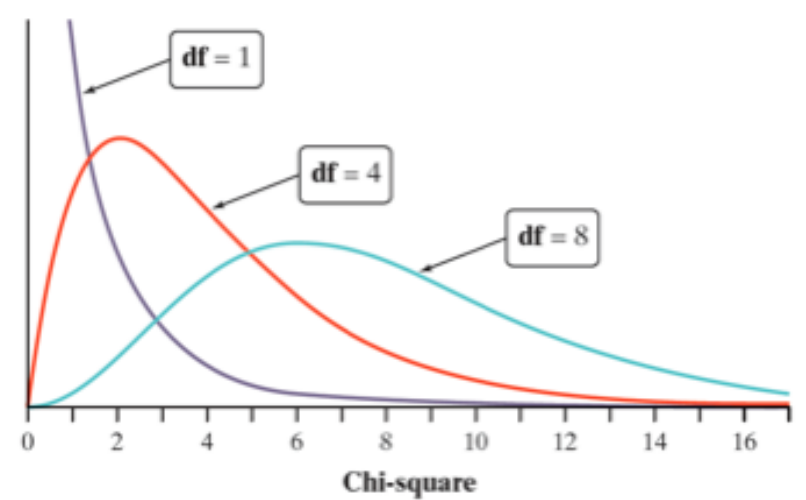 df = 1
df = 4
df = 8
0 2 4 6 8 10 12 14 16
Chi-square